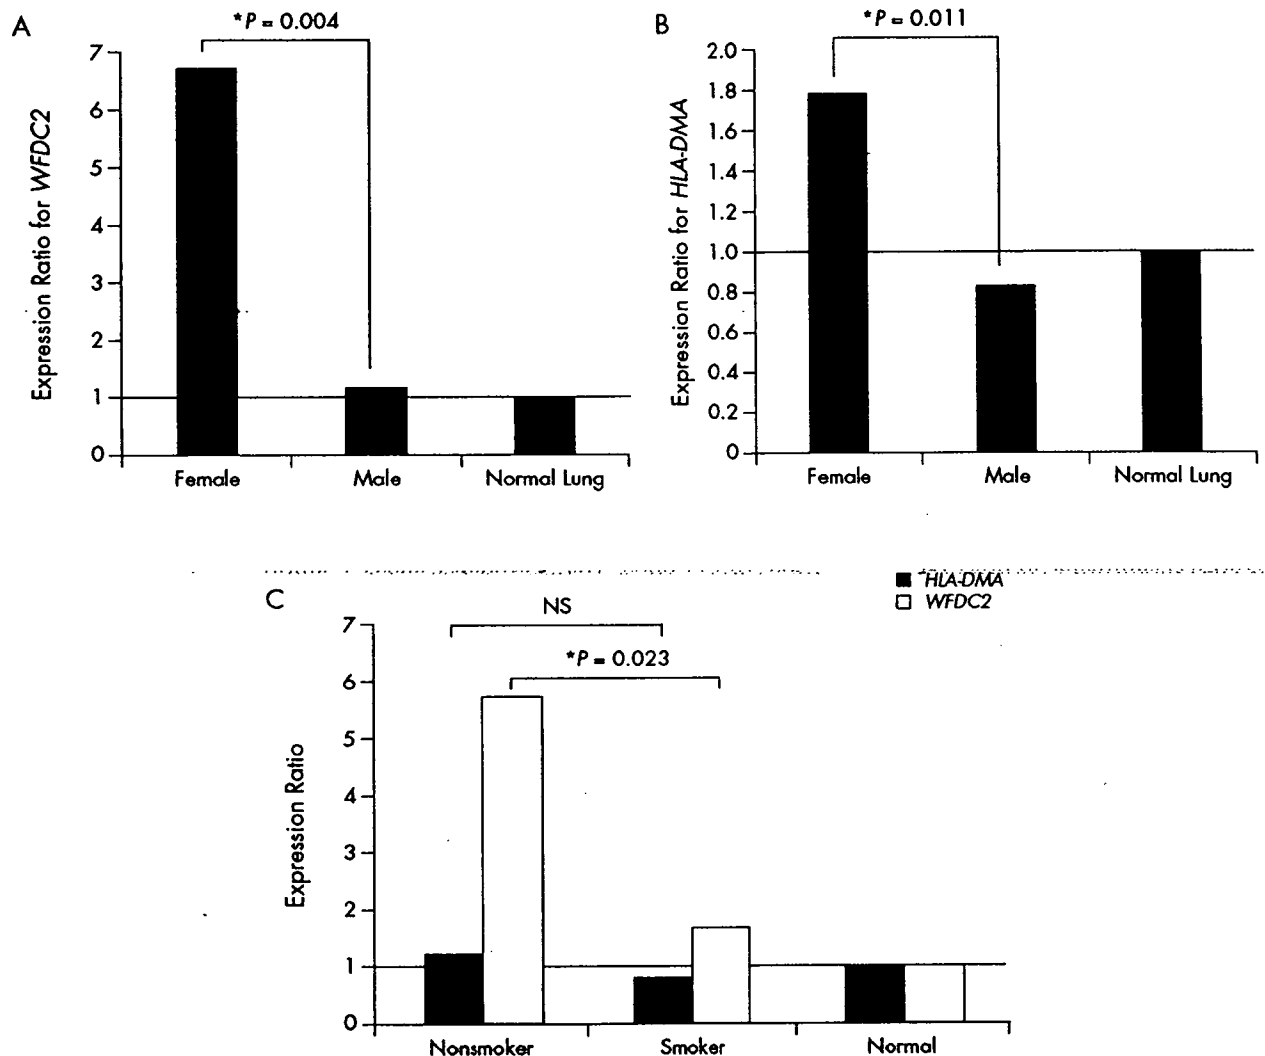 A
*P = 0.004
Expression Ratio for WFDC2
7
6
5
4
3
2
1
0
Female Male Normal Lung
B
*P = 0.011
Expression Ratio for HLA-DMA
2.0
1.8
1.6
1.4
1.2
1.0
0.8
0.6
0.4
0.2
0
Female Male Normal Lung
C
HLA-DMA
WFDC2
NS
*P = 0.023
Expression Ratio
7
6
5
4
3
2
1
0
Nonsmoker Smoker Normal